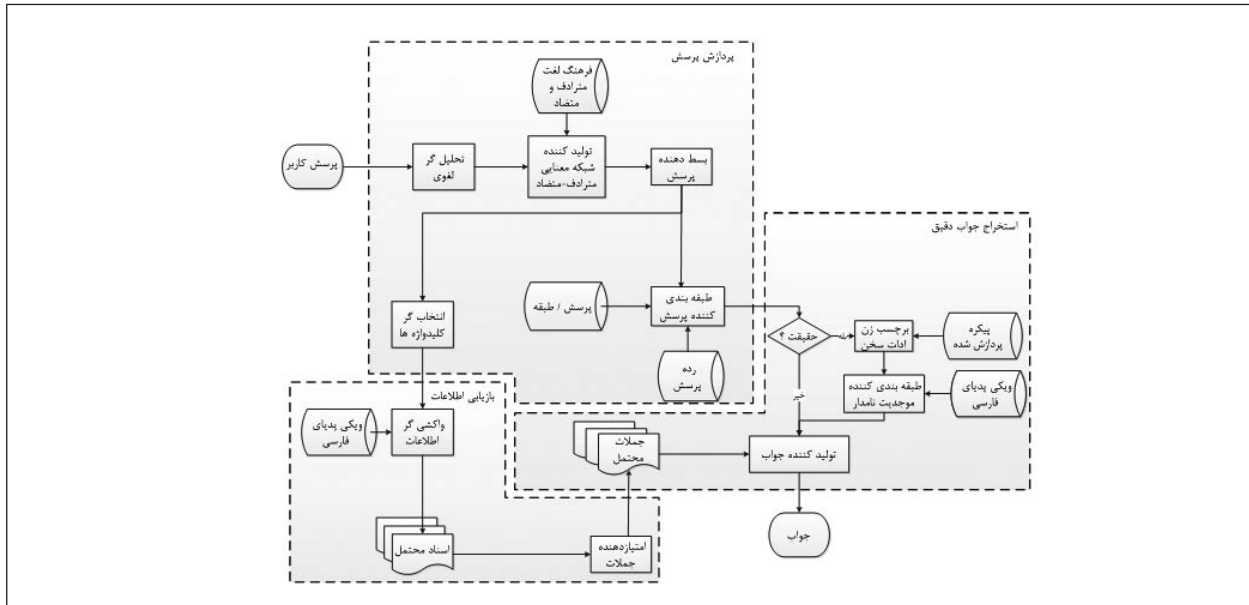 پردازش پرسش
فرهنگ لغت
مترادف و
متضاد
پرسش کاربر
تحلیل گر
لغوی
تولید کننده
شبکه معنایی
مترادف-متضاد
بسط دهنده
پرسش
انتخاب گر
کلیدواژه ها
پرسش / طبقه
طبقه بندی
کننده پرسش
رده
پرسش
استخراج جواب دقیق
حقیقت ؟
بله
خیر
برچسب زن
ادات سخن
پیکره
پردازش شده
طبقه بندی کننده
موجدیت نامدار
ویکی پدیای
فارسی
بازیابی اطلاعات
ویکی پدیای
فارسی
واکشی گر
اطلاعات
اسناد محتمل
امتیازدهنده
جملات
جملات
محتمل
تولید کننده جواب
جواب